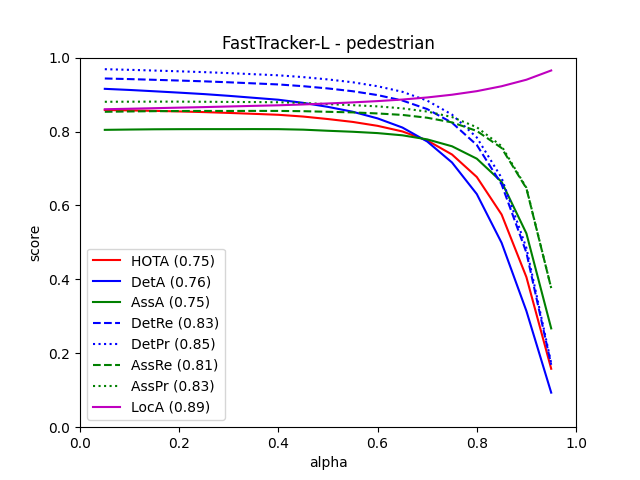 FastTracker-L - pedestrian
1.0
0.8
0.6
0.4
0.2
0.0
score
HOTA (0.75)
DetA (0.76)
AssA (0.75)
DetRe (0.83)
DetPr (0.85)
AssRe (0.81)
AssPr (0.83)
LocA (0.89)
0.0 0.2 0.4 0.6 0.8 1.0
alpha